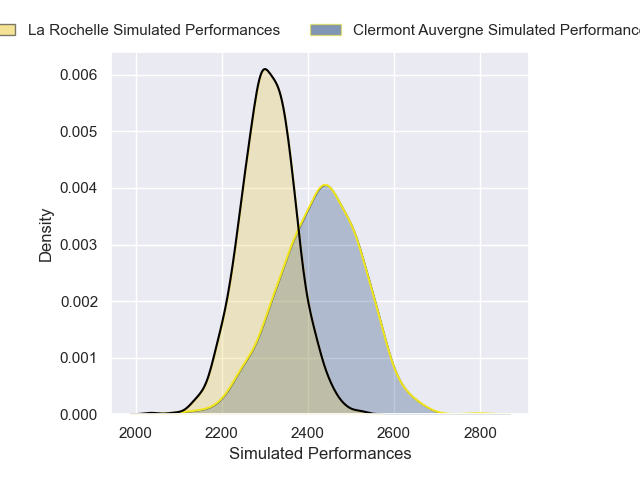 La Rochelle Simulated Performances
Clermont Auvergne Simulated Performanc
0.006
0.005
0.004
0.003
0.002
0.001
0.000
Density
2000 2200 2400 2600 2800
Simulated Performances